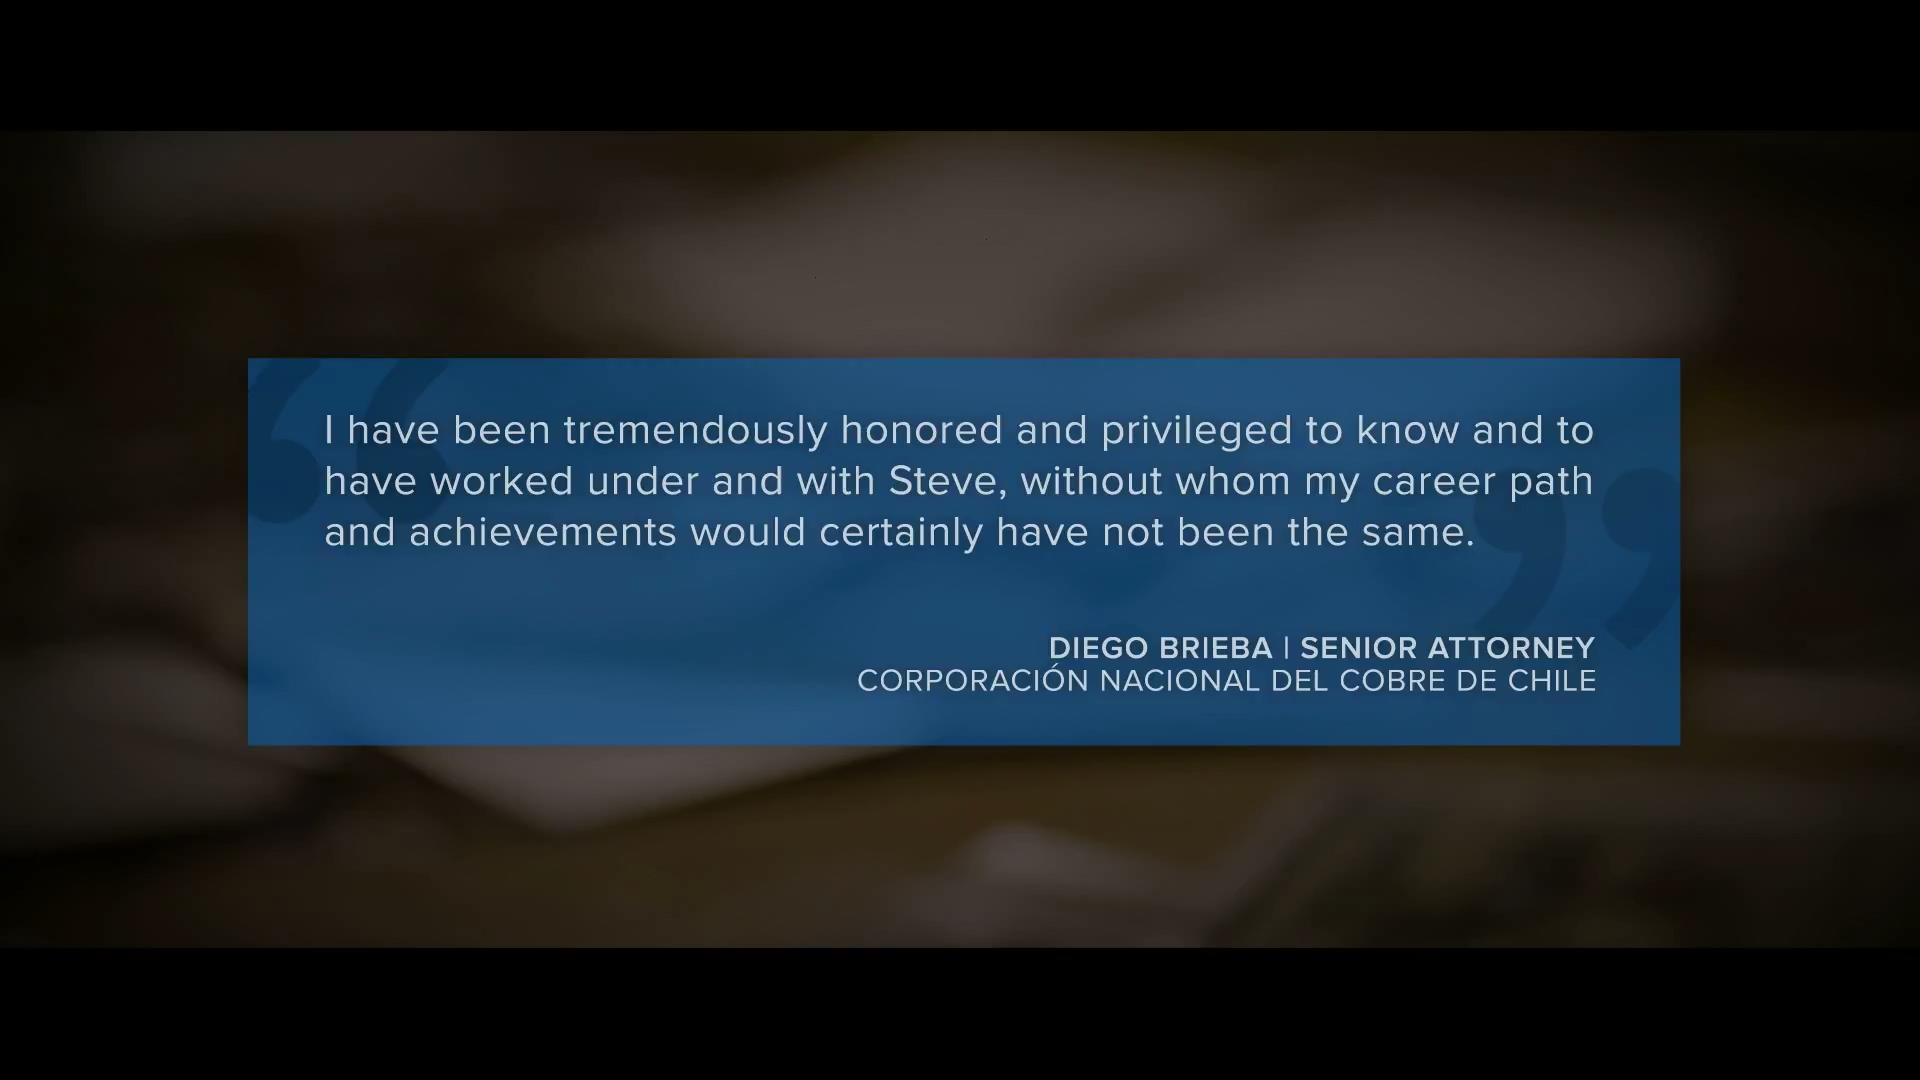 I have been tremendously honored and privileged to know and to
have worked under and with Steve, without whom my career path
and achievements would certainly have not been the same.
DIEGO BRIEBA | SENIOR ATTORNEY
CORPORACIÓN NACIONAL DEL COBRE DE CHILE